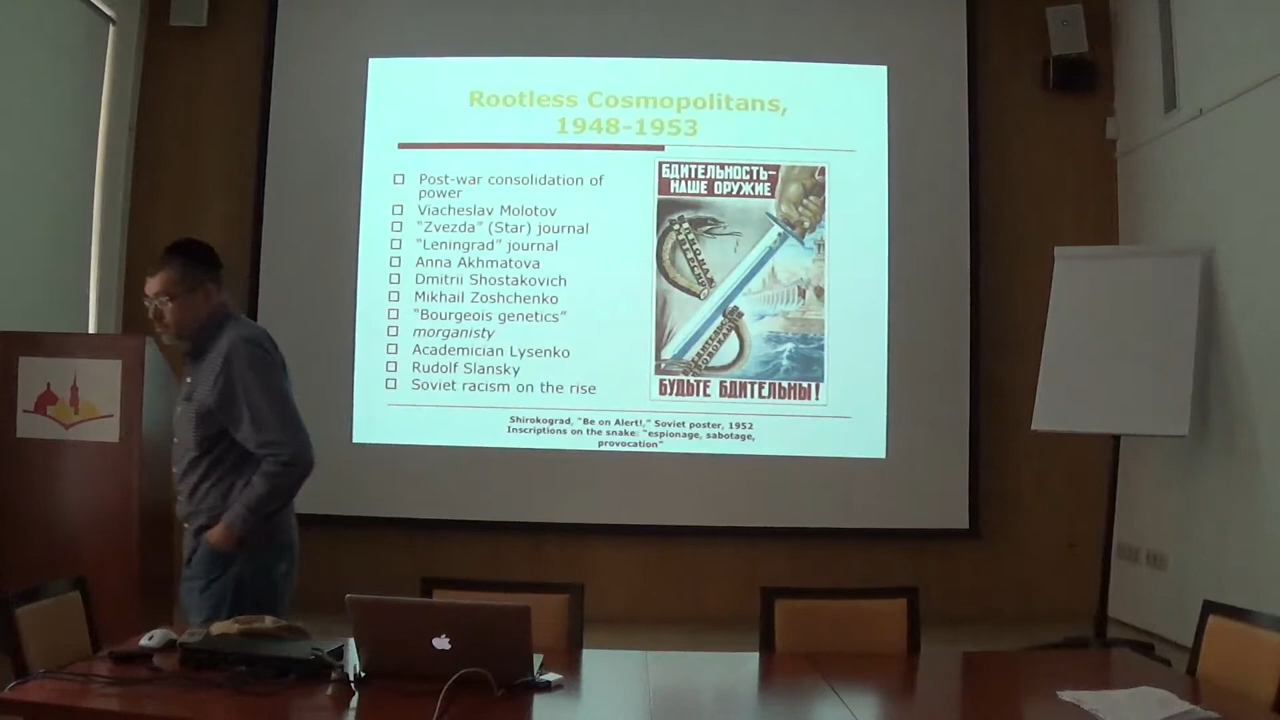 Rootless Cosmopolitans,
1948-1953
Post-war consolidation of
power
Viacheslav Molotov
"Zvezda" (Star) journal
"Leningrad" journal
Anna Akhmatova
Dmitrii Shostakovich
Mikhail Zoshchenko
"Bourgeois genetics"
morganisty
Academician Lysenko
Rudolf Slansky
Soviet racism on the rise
БДИТЕЛЬНОСТЬ-
НАШЕ ОРУЖИЕ
БУДЬТЕ БДИТЕЛЬНЫ!
Shirokograd, "Be on Alert!," Soviet poster, 1952
Inscriptions on the snake: "espionage, sabotage,
provocation"